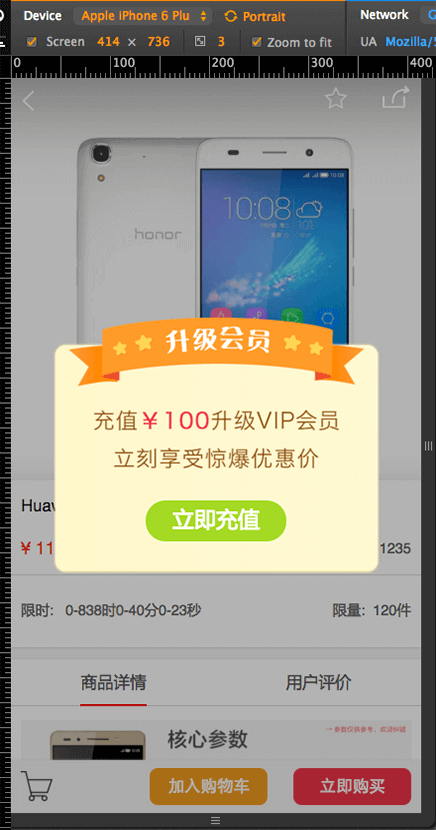 Device Apple iPhone 6 Plu Portrait Network G
Screen 414 × 736 3 Zoom to fit UA Mozilla/5
0 100 200 300 400
honor
10:08
升级会员
充值￥100升级VIP会员
立刻享受惊爆优惠价
立即充值
Huaw
￥11 1235
限时: 0-838时0-40分0-23秒 限量: 120件
商品详情 用户评价
核心参数
加入购物车 立即购买